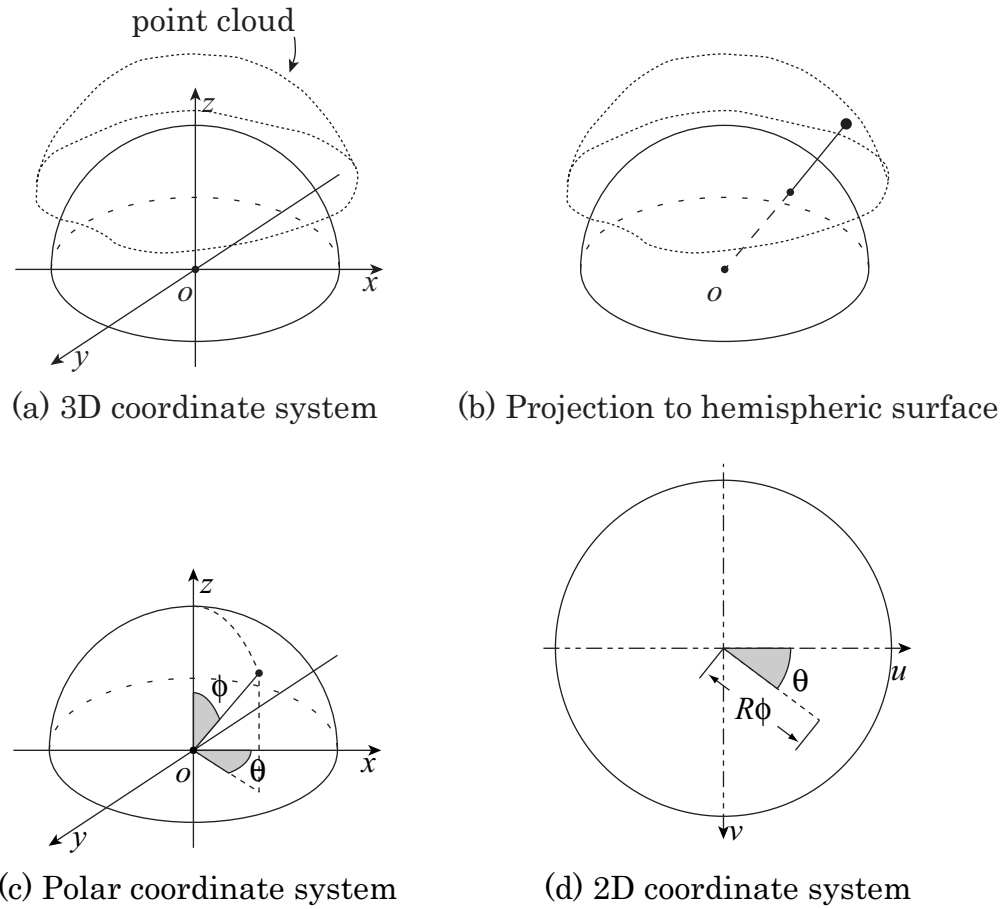 point cloud
z
x
o
y
(a) 3D coordinate system
o
(b) Projection to hemispheric surface
z
ϕ
x
o
θ
y
(c) Polar coordinate system
u
θ
Rϕ
v
(d) 2D coordinate system